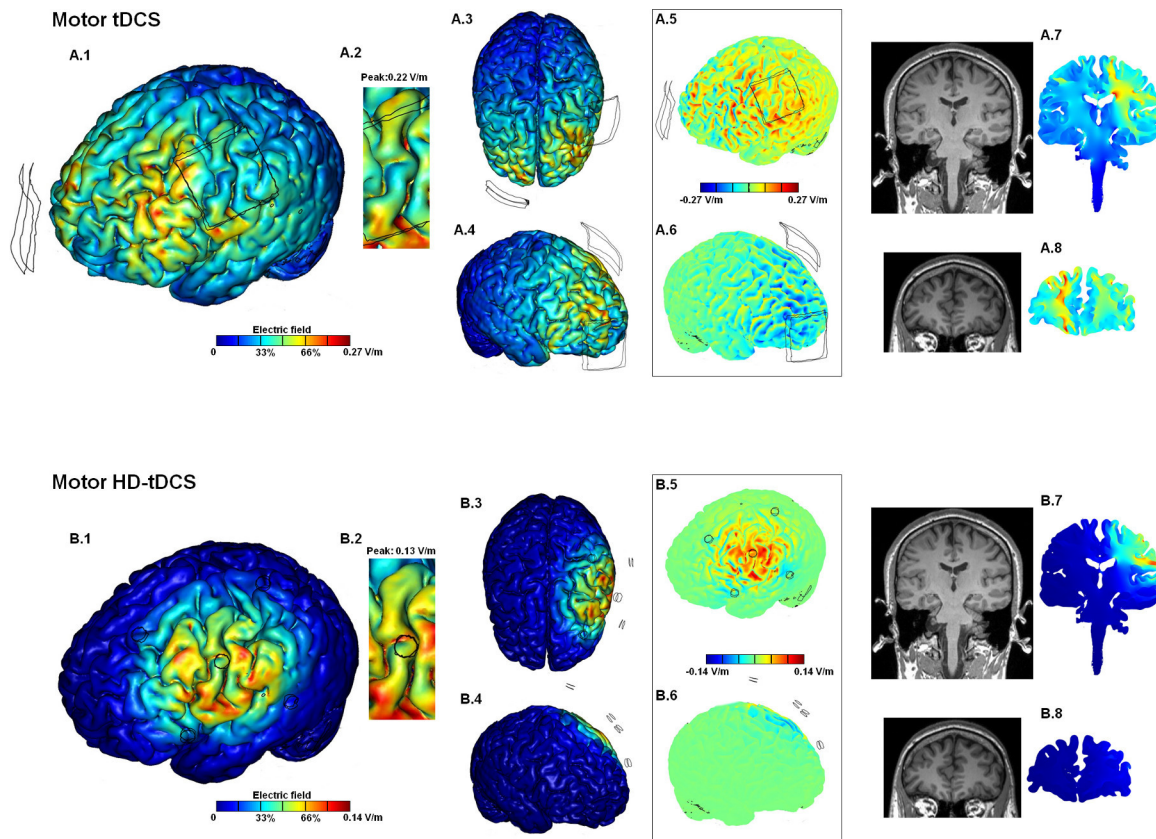 Motor tDCS
A.1
A.2
Peak:0.22 V/m
A.3
A.4
A.5
A.6
A.7
A.8
Electric field
0 33% 66% 0.27 V/m
-0.27 V/m 0.27 V/m
Motor HD-tDCS
B.1
B.2
Peak: 0.13 V/m
B.3
B.4
B.5
B.6
B.7
B.8
Electric field
0 33% 66% 0.14 V/m
-0.14 V/m 0.14 V/m